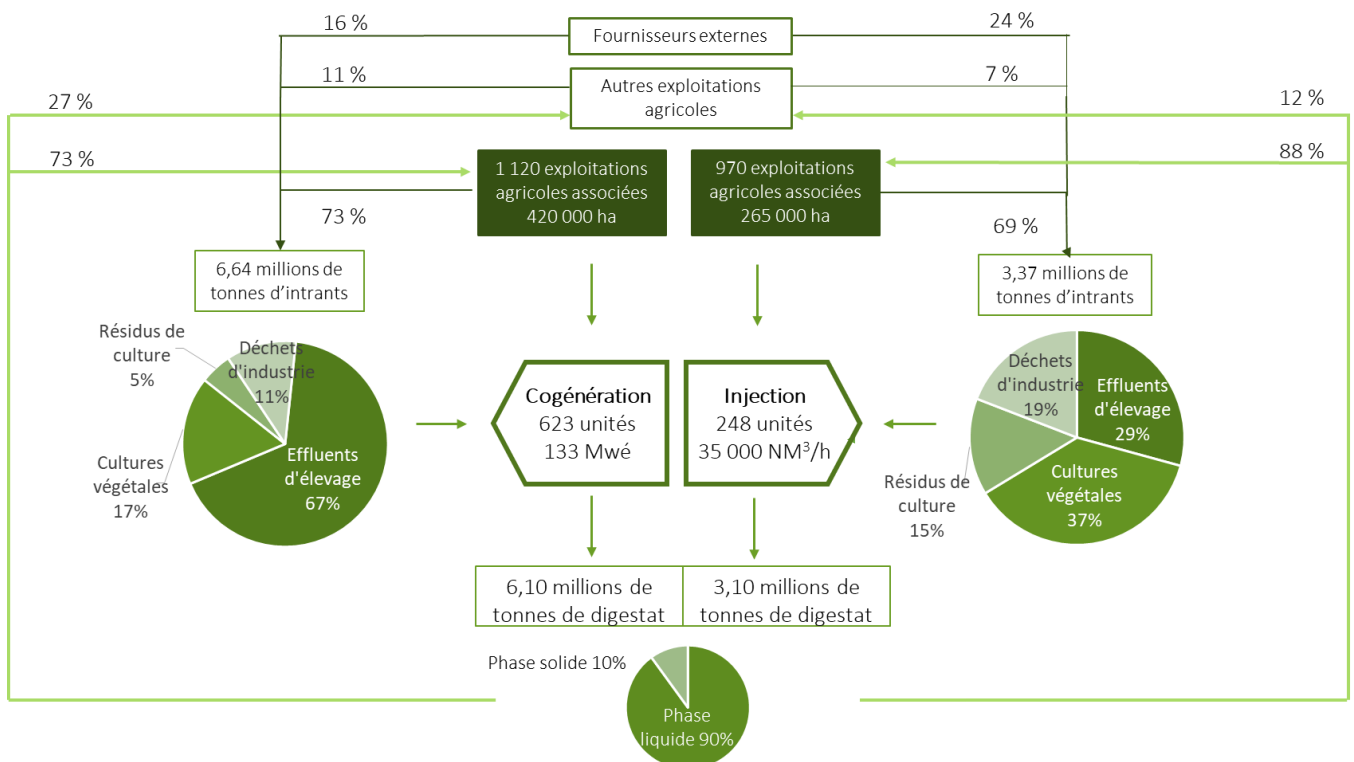 16 %
Fournisseurs externes
24 %
11 %
Autres exploitations
agricoles
7 %
27 %
12 %
73 %
88 %
1 120 exploitations
agricoles associées
420 000 ha
970 exploitations
agricoles associées
265 000 ha
73 %
69 %
6,64 millions de
tonnes d’intrants
3,37 millions de
tonnes d’intrants
Résidus de
culture
5%
Déchets
d'industrie
11%
Cultures
végétales
17%
Effluents
d'élevage
67%
Cogénération
623 unités
133 Mwé
Injection
248 unités
35 000 NM³/h
Déchets
d'industrie
19%
Effluents
d'élevage
29%
Résidus de
culture
15%
Cultures
végétales
37%
6,10 millions de
tonnes de digestat
3,10 millions de
tonnes de digestat
Phase solide 10%
Phase
liquide 90%